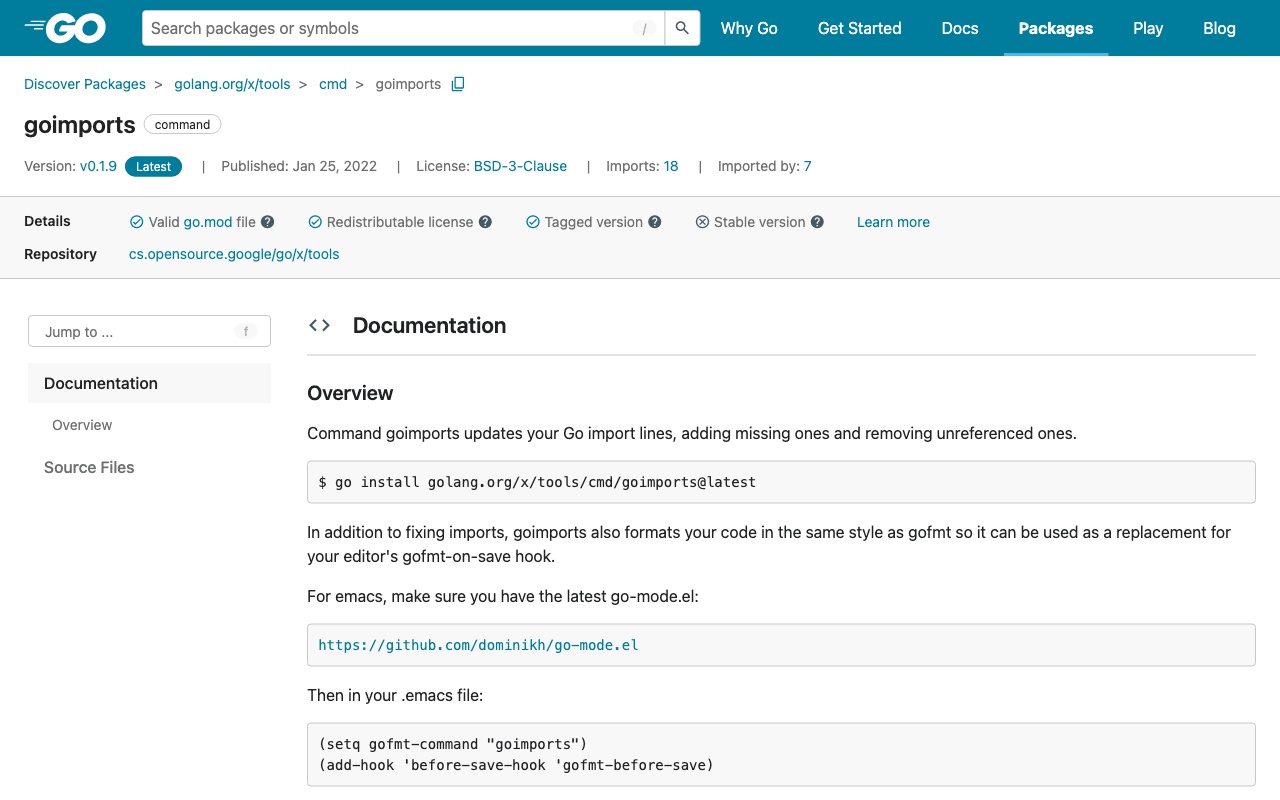 GO
Search packages or symbols /
Why Go
Get Started
Docs
Packages
Play
Blog
Discover Packages > golang.org/x/tools > cmd > goimports
goimports command
Version: v0.1.9 Latest | Published: Jan 25, 2022 | License: BSD-3-Clause | Imports: 18 | Imported by: 7
Details Valid go.mod file ? Redistributable license ? Tagged version ? Stable version ? Learn more
Repository cs.opensource.google/go/x/tools
Jump to ... f
Documentation
Overview
Source Files
<> Documentation
Overview
Command goimports updates your Go import lines, adding missing ones and removing unreferenced ones.
$ go install golang.org/x/tools/cmd/goimports@latest
In addition to fixing imports, goimports also formats your code in the same style as gofmt so it can be used as a replacement for
your editor's gofmt-on-save hook.
For emacs, make sure you have the latest go-mode.el:
https://github.com/dominikh/go-mode.el
Then in your .emacs file:
(setq gofmt-command "goimports")
(add-hook 'before-save-hook 'gofmt-before-save)